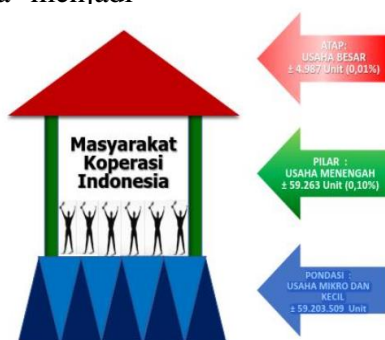 menjadi
Masyarakat
Koperasi
Indonesia
ATAP:
USAHA BESAR
± 4.987 Unit (0,01%)
PILAR :
USAHA MENENGAH
± 59.263 Unit (0,10%)
PONDASI :
USAHA MIKRO DAN
KECIL
± 59.203.509 Unit